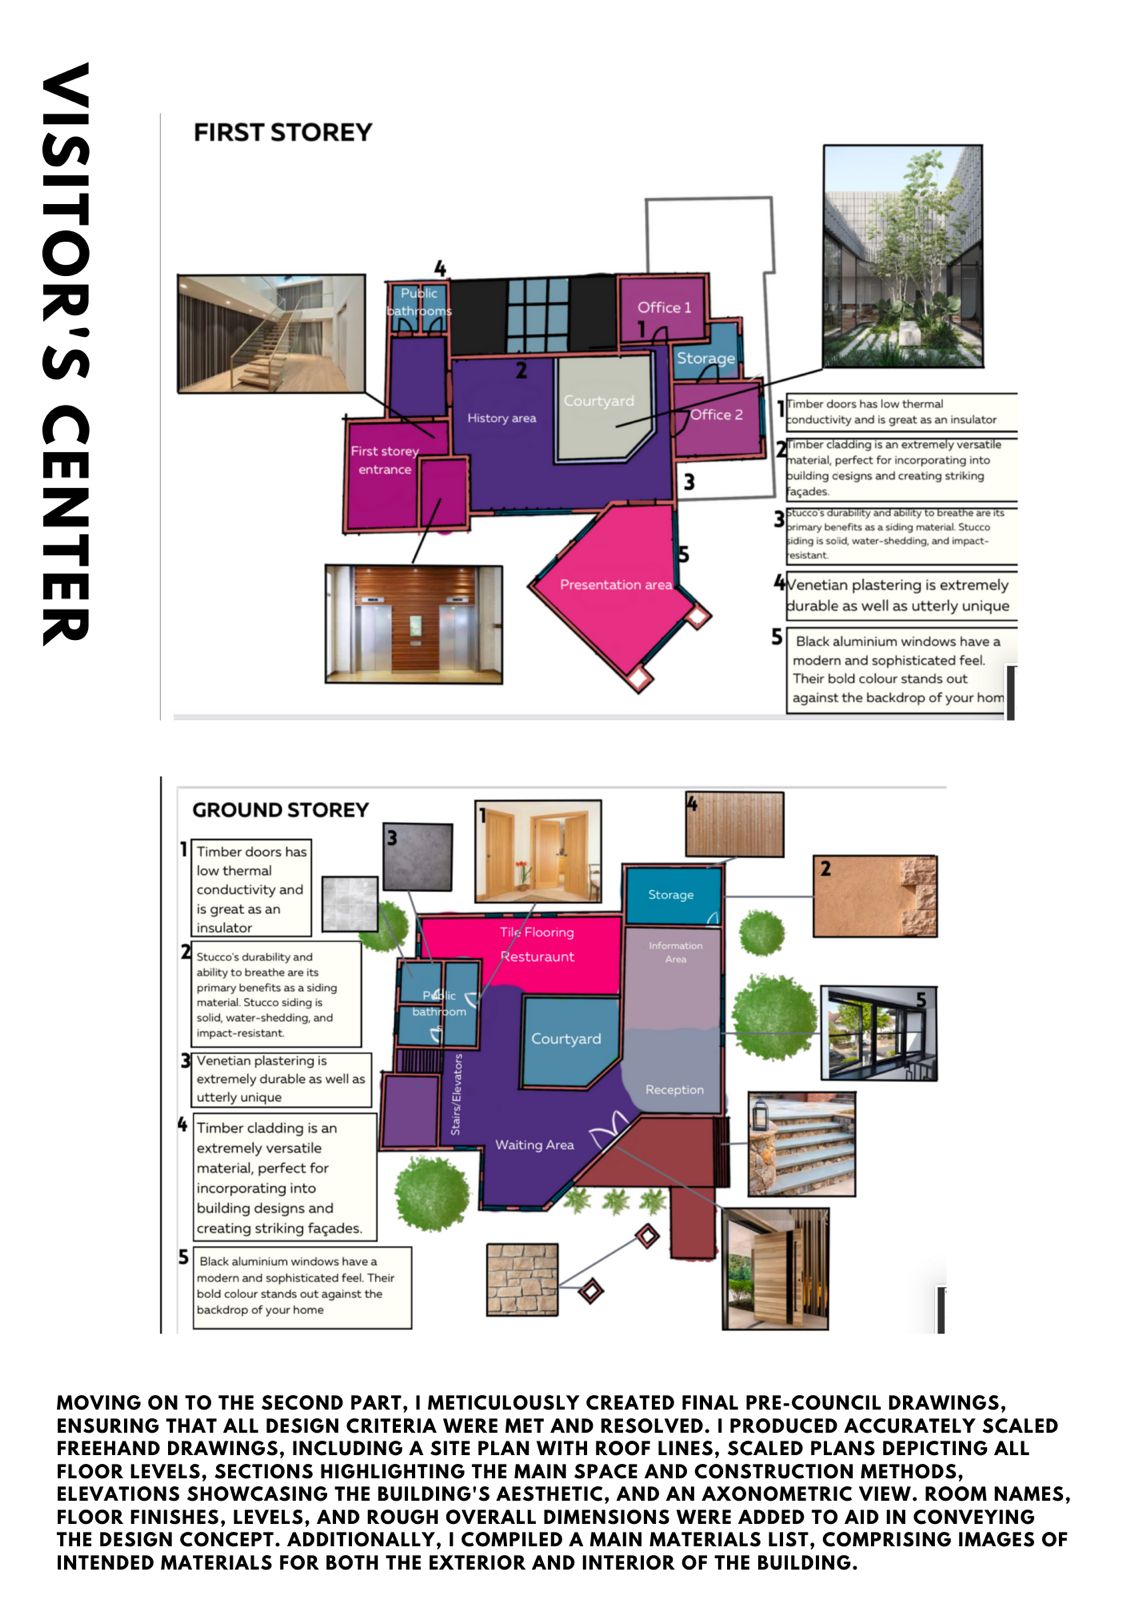 VISITOR'S CENTER
FIRST STOREY
4
Public
bathrooms
Office 1
1
Storage
2
Courtyard
History area
Office 2
First storey
entrance
3
5
Presentation area
1
Timber doors has low thermal
conductivity and is great as an insulator
2
Timber cladding is an extremely versatile
material, perfect for incorporating into
building designs and creating striking
façades.
3
Stucco's durability and ability to breathe are its
primary benefits as a siding material. Stucco
siding is solid, water-shedding, and impact-
resistant.
4
Venetian plastering is extremely
durable as well as utterly unique
5
Black aluminium windows have a
modern and sophisticated feel.
Their bold colour stands out
against the backdrop of your hom
GROUND STOREY
1
Timber doors has
low thermal
conductivity and
is great as an
insulator
2
Stucco's durability and
ability to breathe are its
primary benefits as a siding
material. Stucco siding is
solid, water-shedding, and
impact-resistant.
3
Venetian plastering is
extremely durable as well as
utterly unique
4
Timber cladding is an
extremely versatile
material, perfect for
incorporating into
building designs and
creating striking façades.
5
Black aluminium windows have a
modern and sophisticated feel. Their
bold colour stands out against the
backdrop of your home
3
1
4
2
5
Storage
Tile Flooring
Resturaunt
Information
Area
Public
bathroom
s
Courtyard
Stairs/Elevators
Reception
Waiting Area
MOVING ON TO THE SECOND PART, I METICULOUSLY CREATED FINAL PRE-COUNCIL DRAWINGS,
ENSURING THAT ALL DESIGN CRITERIA WERE MET AND RESOLVED. I PRODUCED ACCURATELY SCALED
FREEHAND DRAWINGS, INCLUDING A SITE PLAN WITH ROOF LINES, SCALED PLANS DEPICTING ALL
FLOOR LEVELS, SECTIONS HIGHLIGHTING THE MAIN SPACE AND CONSTRUCTION METHODS,
ELEVATIONS SHOWCASING THE BUILDING'S AESTHETIC, AND AN AXONOMETRIC VIEW. ROOM NAMES,
FLOOR FINISHES, LEVELS, AND ROUGH OVERALL DIMENSIONS WERE ADDED TO AID IN CONVEYING
THE DESIGN CONCEPT. ADDITIONALLY, I COMPILED A MAIN MATERIALS LIST, COMPRISING IMAGES OF
INTENDED MATERIALS FOR BOTH THE EXTERIOR AND INTERIOR OF THE BUILDING.